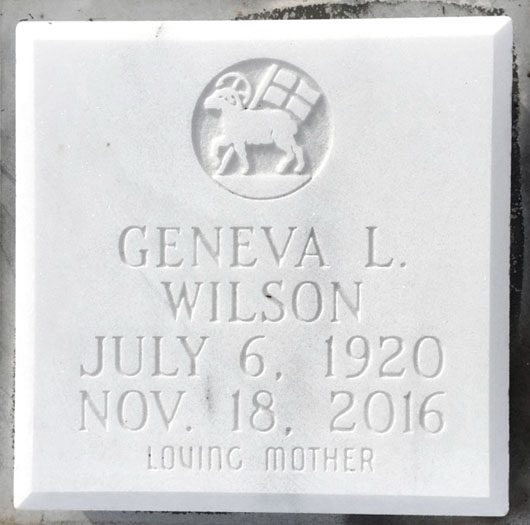 GENEVA L.
WILSON
JULY 6, 1920
NOV. 18, 2016
LOVING MOTHER